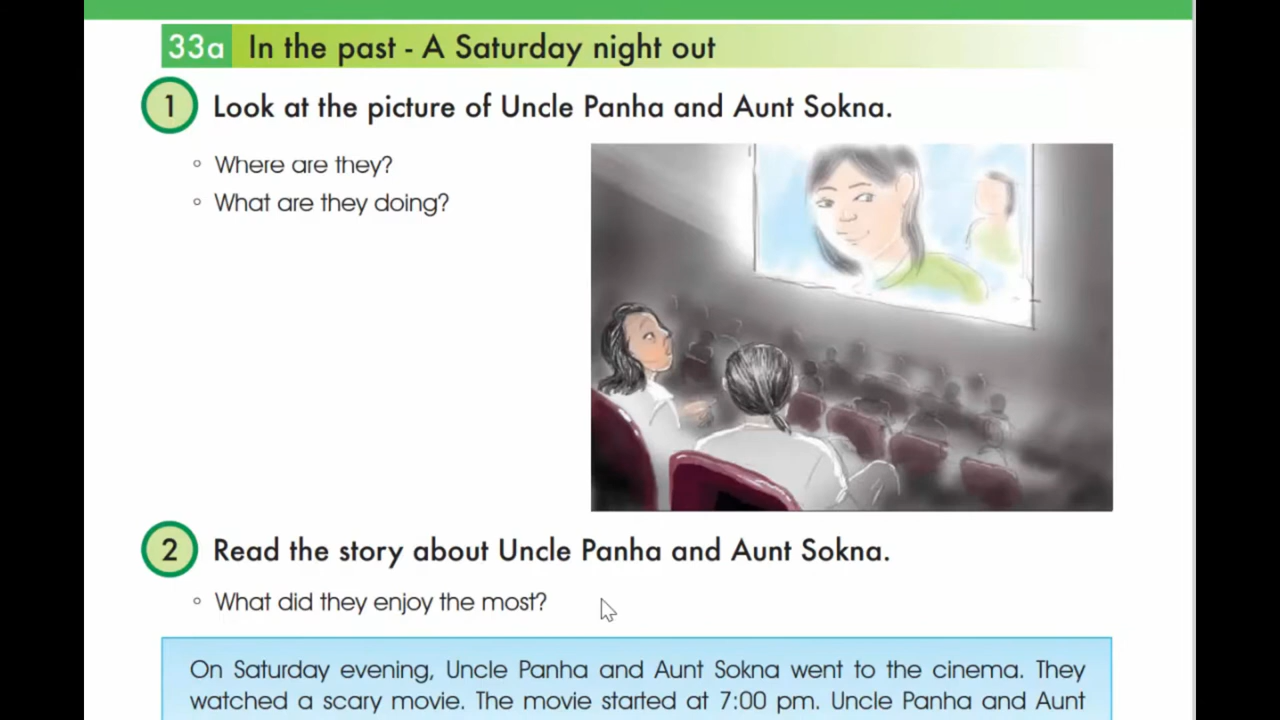 33a In the past - A Saturday night out
1 Look at the picture of Uncle Panha and Aunt Sokna.
° Where are they?
° What are they doing?
2 Read the story about Uncle Panha and Aunt Sokna.
° What did they enjoy the most?
On Saturday evening, Uncle Panha and Aunt Sokna went to the cinema. They
watched a scary movie. The movie started at 7:00 pm. Uncle Panha and Aunt